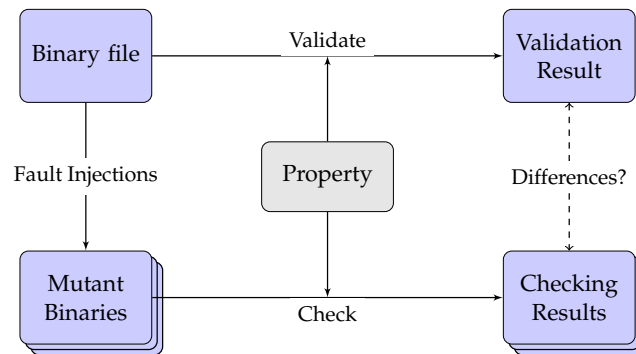 Binary file
Validate
Validation
Result
Fault Injections
Property
Differences?
Mutant
Binaries
Check
Checking
Results